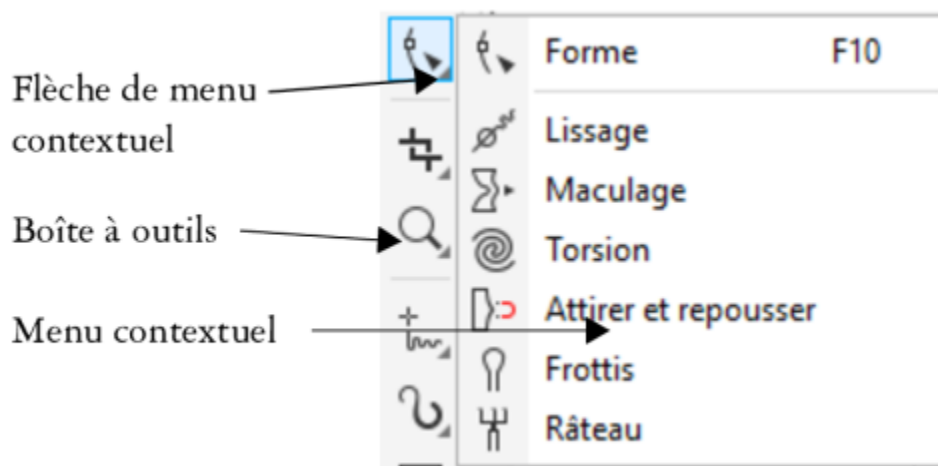 Flèche de menu
contextuel
Boîte à outils
Menu contextuel
Forme F10
Lissage
Maculage
Torsion
Attirer et repousser
Frottis
Râteau